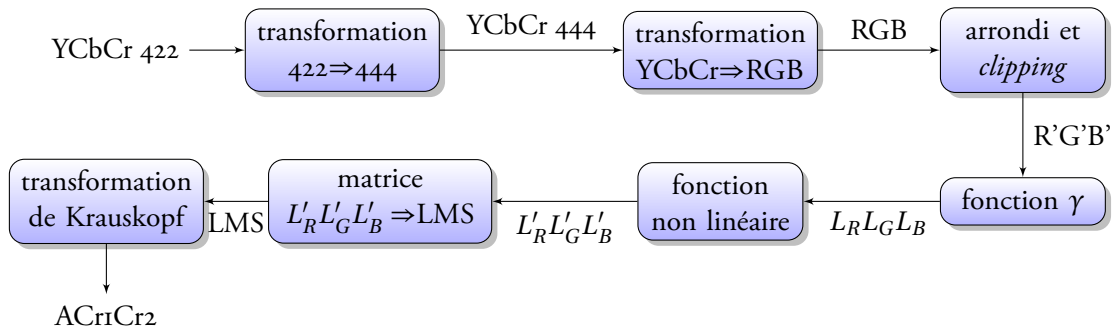 YCbCr 422
transformation
422⇒444
YCbCr 444
transformation
YCbCr⇒RGB
RGB
arrondi et
clipping
R'G'B'
fonction γ
L_R L_G L_B
fonction
non linéaire
L'_R L'_G L'_B
matrice
L'_R L'_G L'_B ⇒LMS
LMS
transformation
de Krauskopf
ACr1Cr2